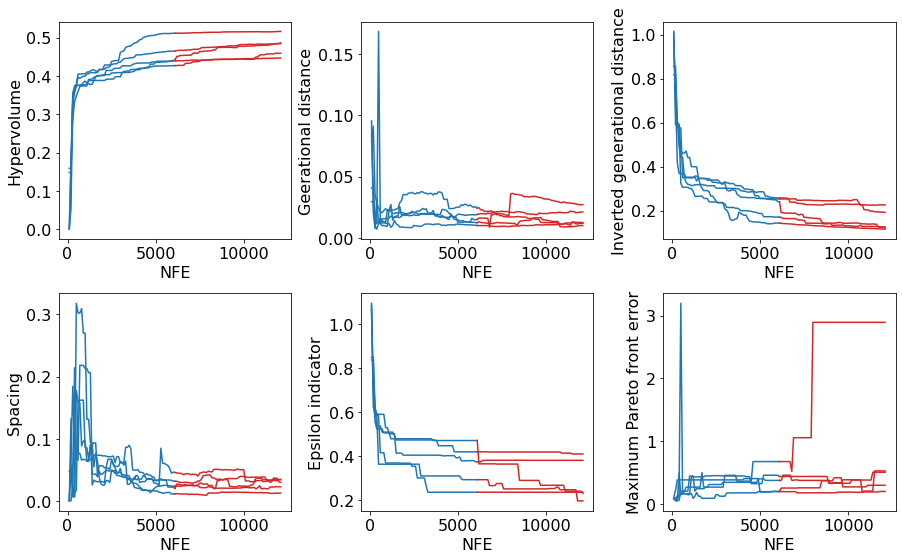 Hypervolume
0.5
0.4
0.3
0.2
0.1
0.0
0 5000 10000
NFE
Geerational distance
0.15
0.10
0.05
0.00
0 5000 10000
NFE
Inverted generational distance
1.0
0.8
0.6
0.4
0.2
0 5000 10000
NFE
Spacing
0.3
0.2
0.1
0.0
0 5000 10000
NFE
Epsilon indicator
1.0
0.8
0.6
0.4
0.2
0 5000 10000
NFE
Maximum Pareto front error
3
2
1
0
0 5000 10000
NFE